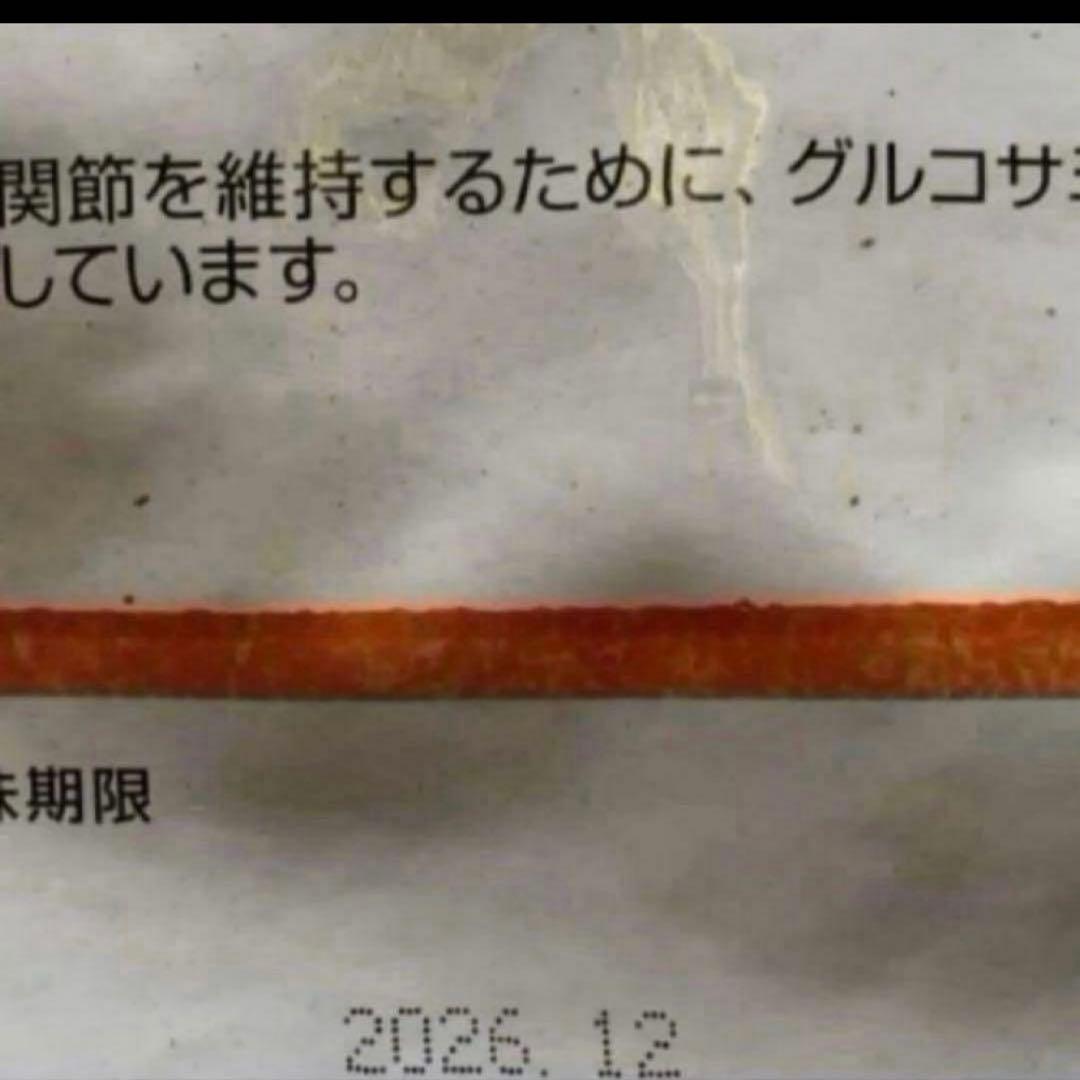 関節を維持するために、グルコサ
しています。
味期限
2026.12